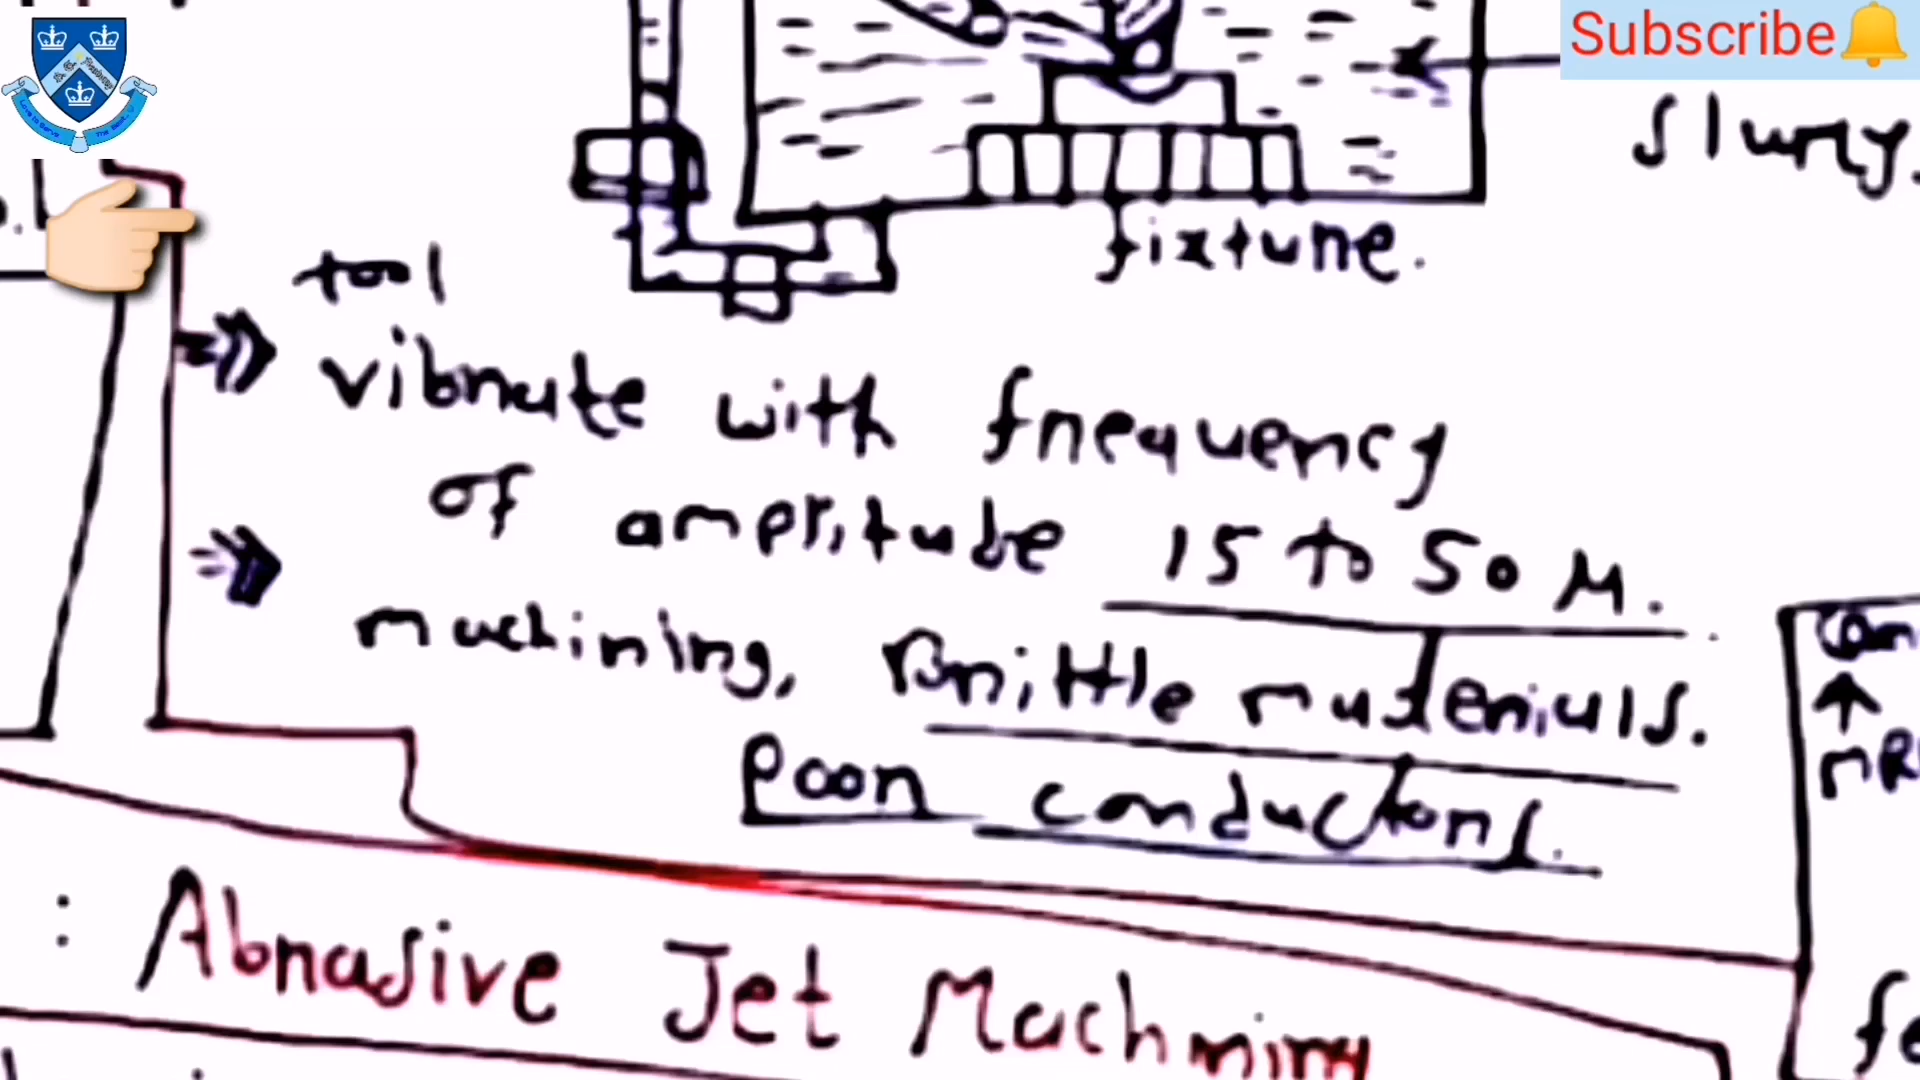 Subscribe
slurry.
fixture.
tool
vibrate with frequency
of amplitude 15 to 50 μ.
machining, Brittle materials.
Poor conductors.
: Abrasive Jet Machining